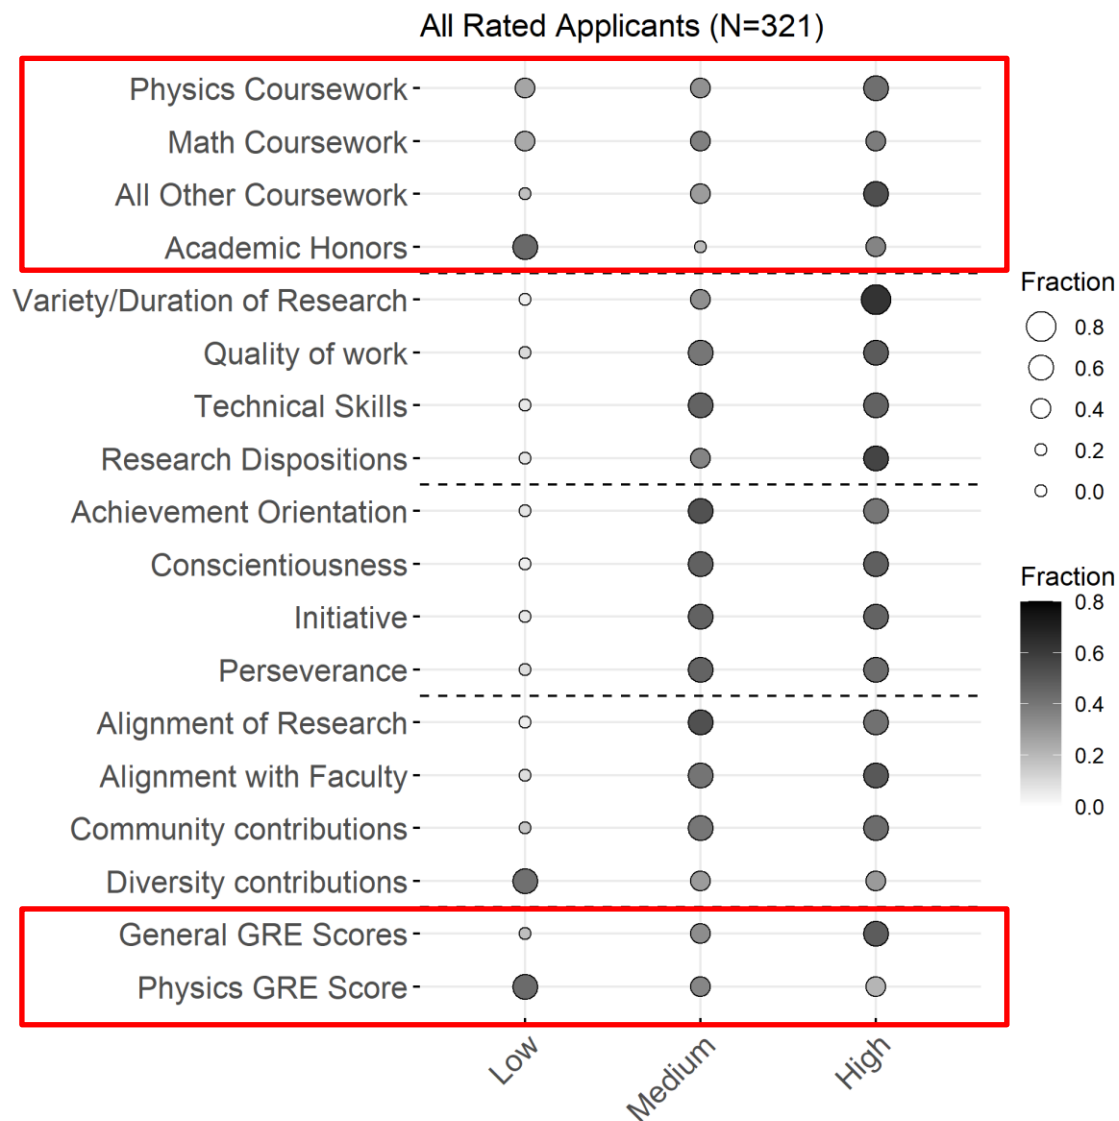 All Rated Applicants (N=321)
Physics Coursework
Math Coursework
All Other Coursework
Academic Honors
Variety/Duration of Research
Quality of work
Technical Skills
Research Dispositions
Achievement Orientation
Conscientiousness
Initiative
Perseverance
Alignment of Research
Alignment with Faculty
Community contributions
Diversity contributions
General GRE Scores
Physics GRE Score
Low
Medium
High
Fraction
0.8
0.6
0.4
0.2
0.0
Fraction
0.8
0.6
0.4
0.2
0.0